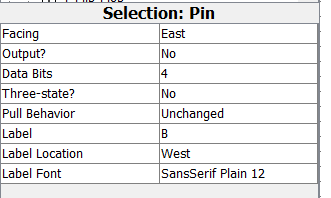 Selection: Pin
Facing East
Output? No
Data Bits 4
Three-state? No
Pull Behavior Unchanged
Label B
Label Location West
Label Font SansSerif Plain 12